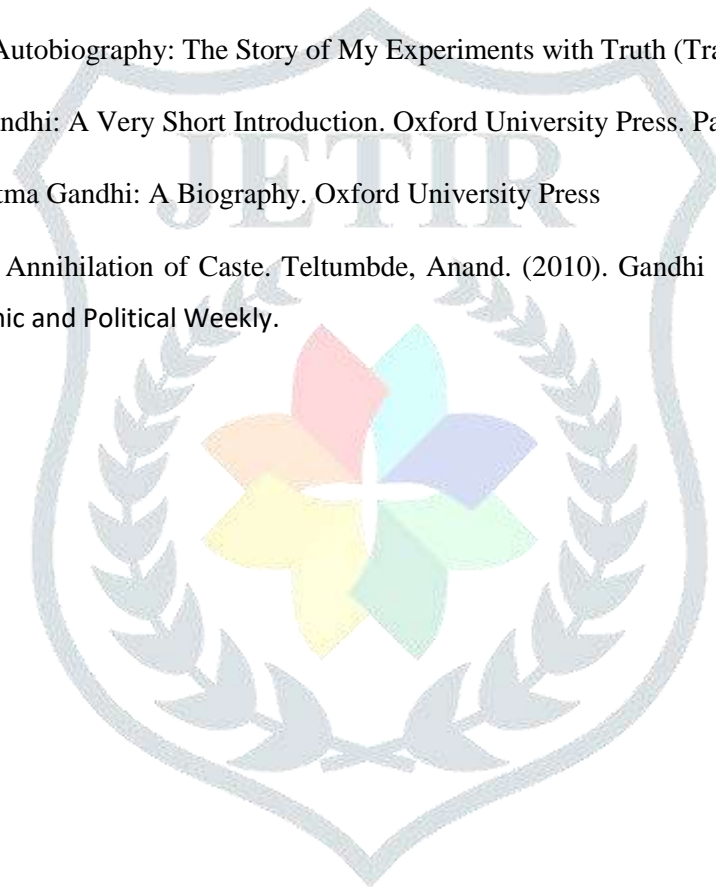 Autobiography: The Story of My Experiments with Truth (Tra
ndhi: A Very Short Introduction. Oxford University Press. Pa
JETIR
tma Gandhi: A Biography. Oxford University Press
Annihilation of Caste. Teltumbde, Anand. (2010). Gandhi
ic and Political Weekly.